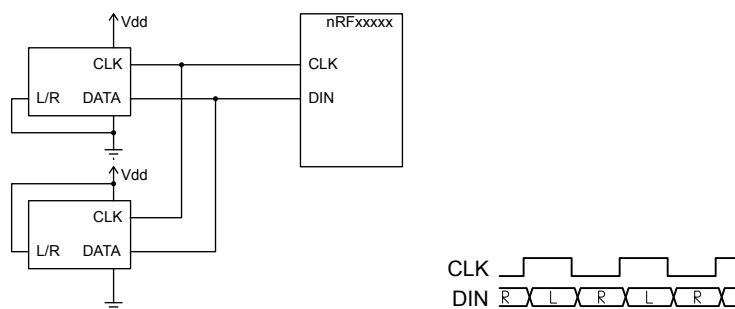 Vdd
nRFxxxxx
CLK
CLK
L/R DATA
DIN
Vdd
CLK
L/R DATA
CLK
DIN R L R L R